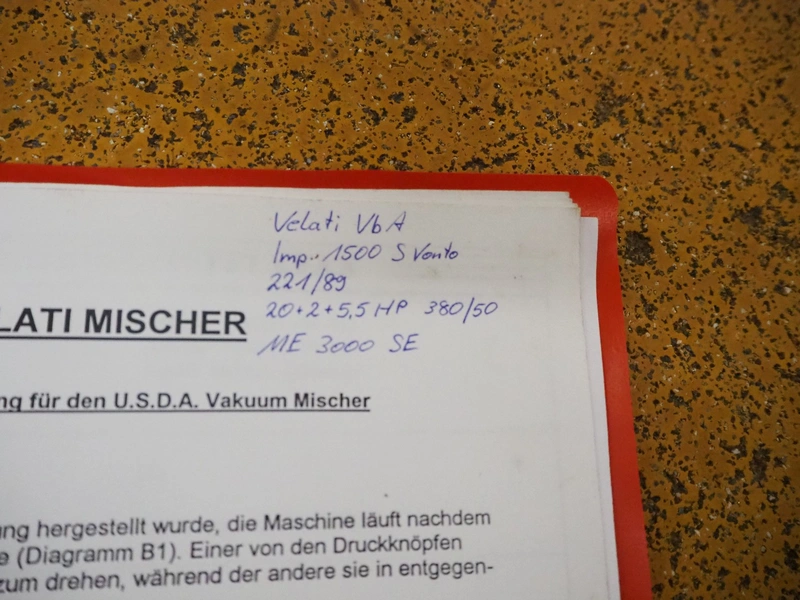 Velati VbA
Imp.: 1500 S Vonto
221/89
20+2+5,5 HP 380/50
ME 3000 SE
LATI MISCHER
ng für den U.S.D.A. Vakuum Mischer
ung hergestellt wurde, die Maschine läuft nachdem
e (Diagramm B1). Einer von den Druckknöpfen
zum drehen, während der andere sie in entgegen-